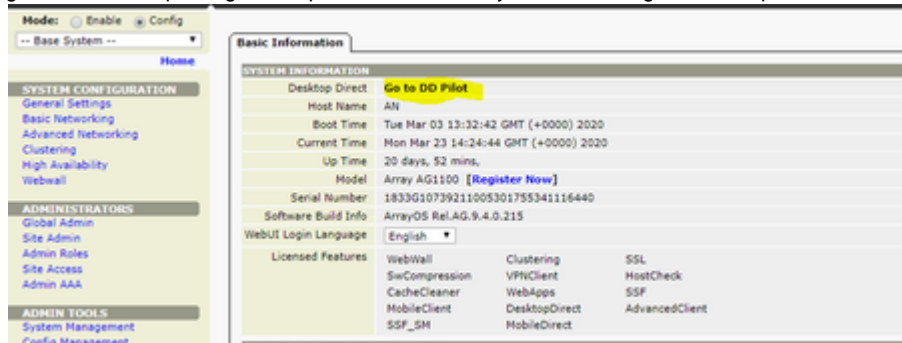 Mode: Enable Config
-- Base System --
Home
SYSTEM CONFIGURATION
General Settings
Basic Networking
Advanced Networking
Clustering
High Availability
Webwall
ADMINISTRATORS
Global Admin
Site Admin
Admin Roles
Site Access
Admin AAA
ADMIN TOOLS
System Management
Config Management
Basic Information
SYSTEM INFORMATION
Desktop Direct Go to DD Pilot
Host Name AN
Boot Time Tue Mar 03 13:32:42 GMT (+0000) 2020
Current Time Mon Mar 23 14:24:44 GMT (+0000) 2020
Up Time 20 days, 52 mins,
Model Array AG1100 [Register Now]
Serial Number
Software Build Info ArrayOS Rel.AG.9.4.0.215
WebUI Login Language English
Licensed Features WebWall Clustering SSL
SwCompression VPNClient HostCheck
CacheCleaner WebApps SSF
MobileClient DesktopDirect AdvancedClient
SSF_SM MobileDirect